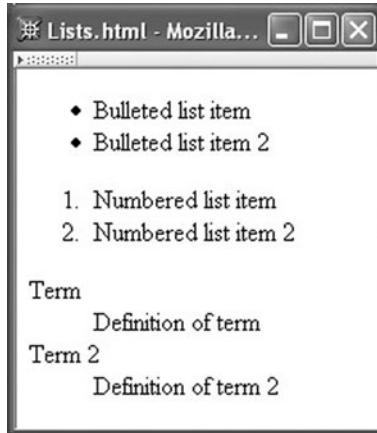 Lists.html - Mozilla...
• Bulleted list item
• Bulleted list item 2
1. Numbered list item
2. Numbered list item 2
Term
Definition of term
Term 2
Definition of term 2